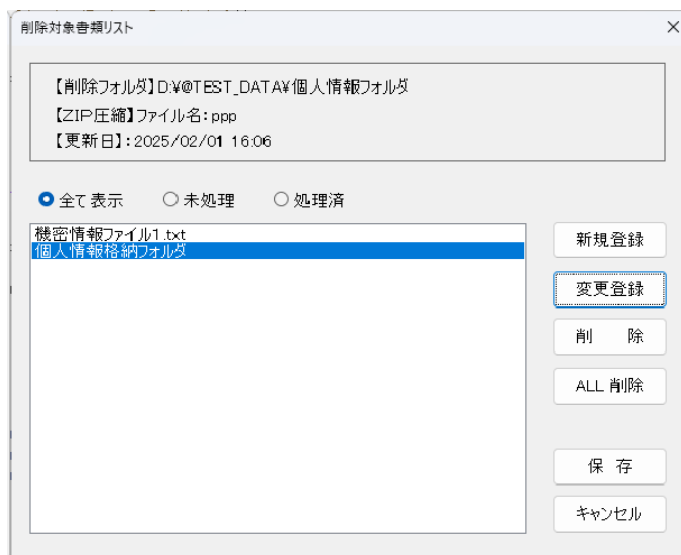 削除対象書類リスト
【削除フォルダ】D:¥@TEST_DATA¥個人情報フォルダ
【ZIP圧縮】ファイル名:ppp
【更新日】:2025/02/01 16:06
全て表示 未処理 処理済
機密情報ファイル1.txt
個人情報格納フォルダ
新規登録
変更登録
削 除
ALL 削除
保 存
キャンセル